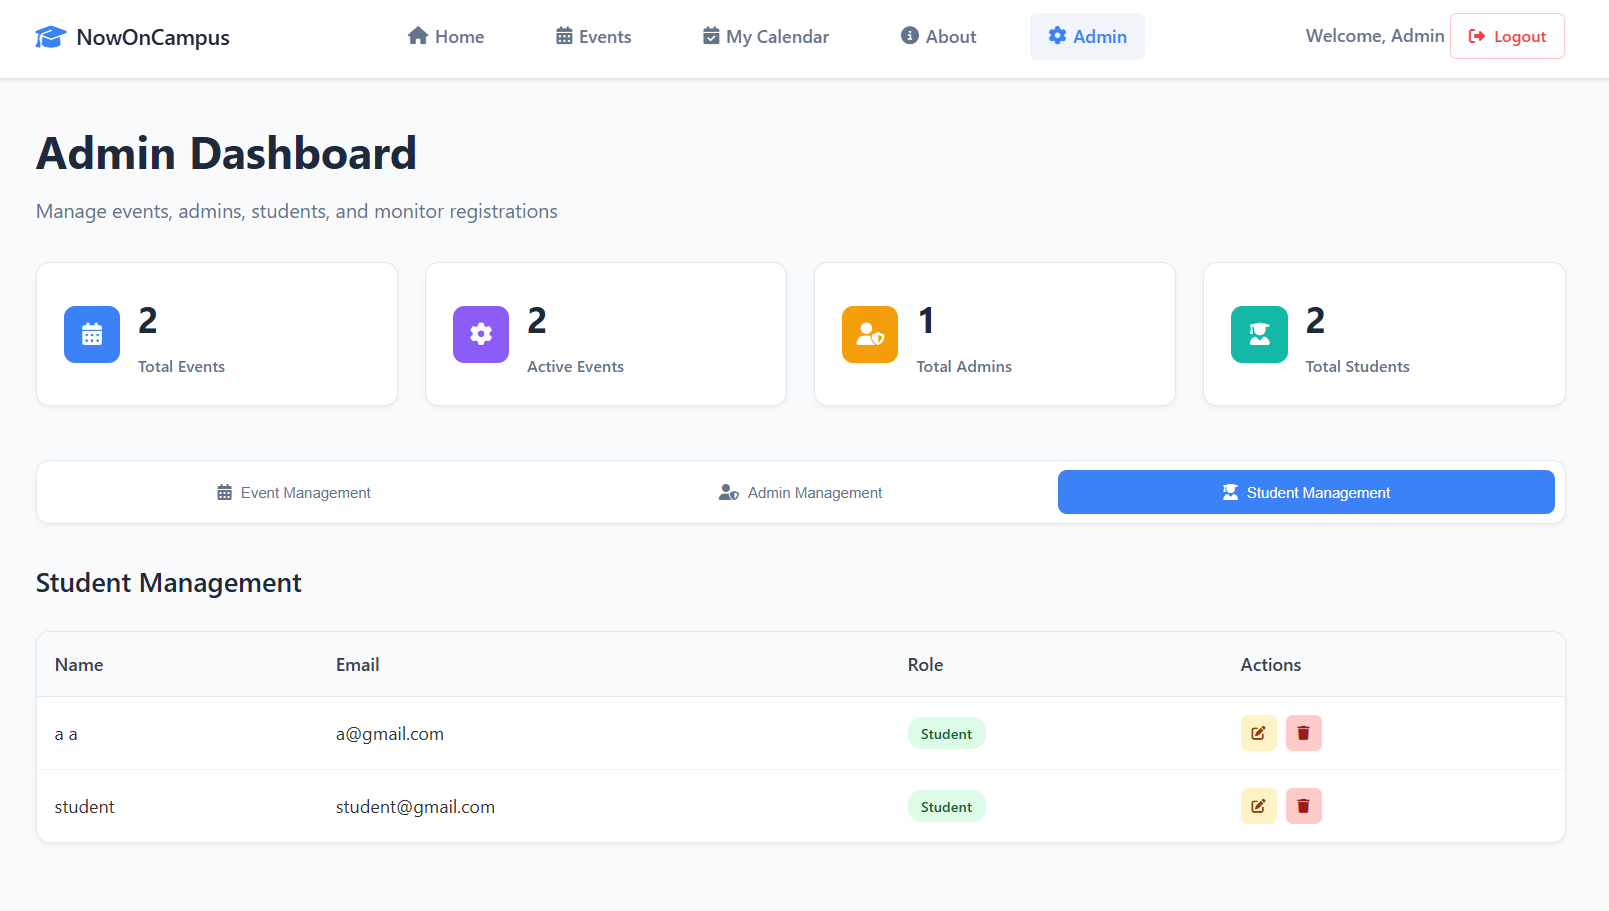 NowOnCampus
Home
Events
My Calendar
About
Admin
Welcome, Admin
Logout
Admin Dashboard
Manage events, admins, students, and monitor registrations
2
Total Events
2
Active Events
1
Total Admins
2
Total Students
Event Management
Admin Management
Student Management
Student Management
Name Email Role Actions
a a a@gmail.com Student
student student@gmail.com Student